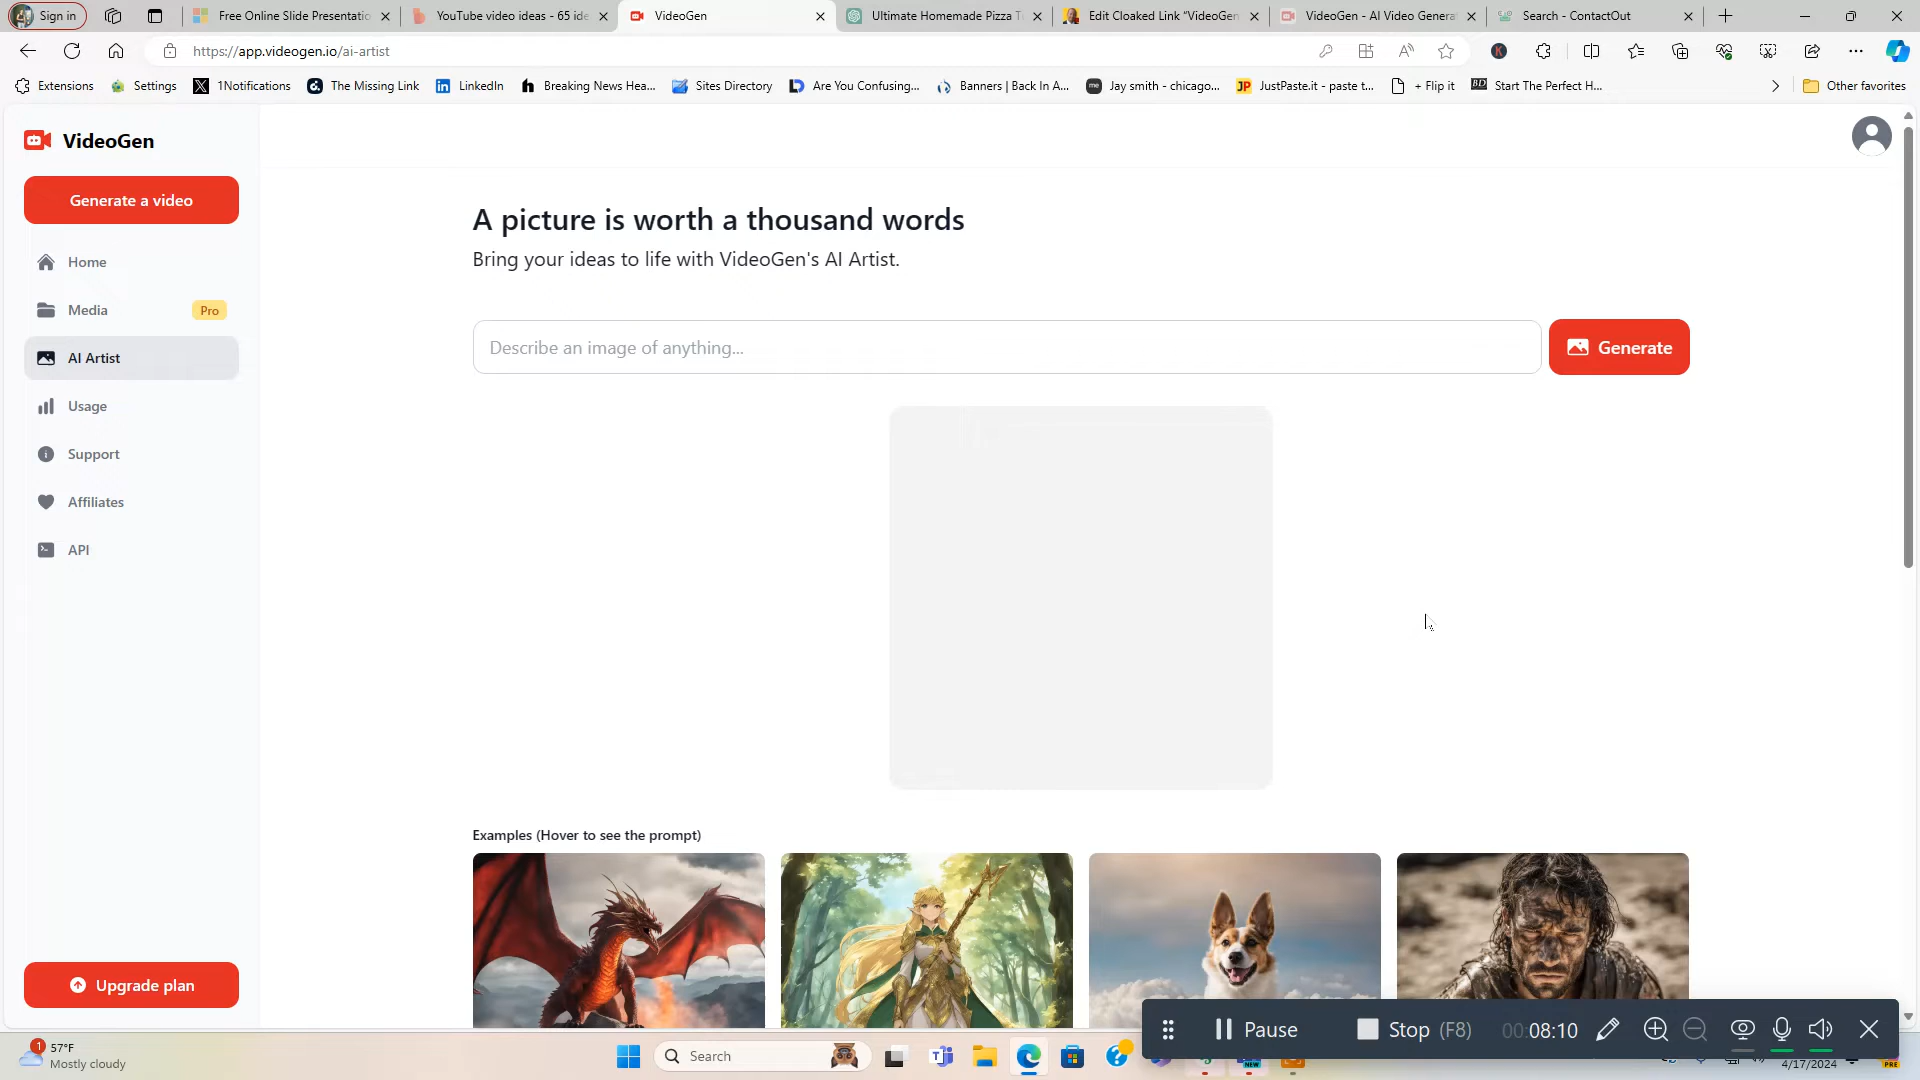 Sign in
Free Online Slide Presentatio
YouTube video ideas - 65 ide
VideoGen
Ultimate Homemade Pizza T
Edit Cloaked Link "VideoGen
VideoGen - AI Video Genera
Search - ContactOut
https://app.videogen.io/ai-artist
Extensions
Settings
1Notifications
The Missing Link
LinkedIn
Breaking News Hea...
Sites Directory
Are You Confusing...
Banners | Back In A...
Jay smith - chicago...
JustPaste.it - paste t...
+ Flip it
Start The Perfect H...
Other favorites
VideoGen
Generate a video
Home
Media
Pro
AI Artist
Usage
Support
Affiliates
API
Upgrade plan
A picture is worth a thousand words
Bring your ideas to life with VideoGen's AI Artist.
Describe an image of anything...
Generate
Examples (Hover to see the prompt)
Pause
Stop (F8)
00:08:10
1
57°F
Mostly cloudy
Search
4/17/2024